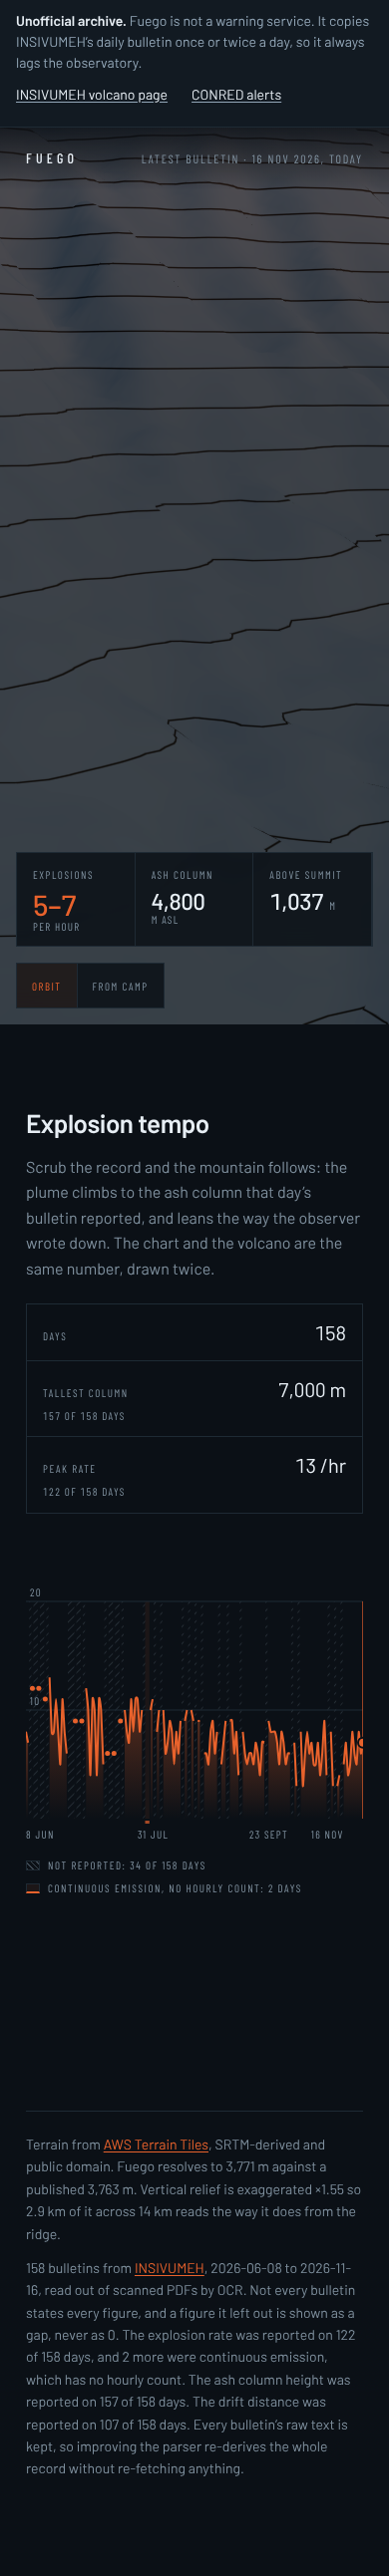 Unofficial archive. Fuego is not a warning service. It copies
INSIVUMEH's daily bulletin once or twice a day, so it always
lags the observatory.
INSIVUMEH volcano page CONRED alerts
FUEGO LATEST BULLETIN · 16 NOV 2026, TODAY
EXPLOSIONS ASH COLUMN ABOVE SUMMIT
5–7 4,800 1,037 M
PER HOUR M ASL
ORBIT FROM CAMP
Explosion tempo
Scrub the record and the mountain follows: the
plume climbs to the ash column that day's
bulletin reported, and leans the way the observer
wrote down. The chart and the volcano are the
same number, drawn twice.
DAYS 158
TALLEST COLUMN 7,000 m
157 OF 158 DAYS
PEAK RATE 13 /hr
122 OF 158 DAYS
20
10
8 JUN 31 JUL 23 SEPT 16 NOV
NOT REPORTED: 34 OF 158 DAYS
CONTINUOUS EMISSION, NO HOURLY COUNT: 2 DAYS
Terrain from AWS Terrain Tiles, SRTM-derived and
public domain. Fuego resolves to 3,771 m against a
published 3,763 m. Vertical relief is exaggerated ×1.55 so
2.9 km of it across 14 km reads the way it does from the
ridge.
158 bulletins from INSIVUMEH, 2026-06-08 to 2026-11-
16, read out of scanned PDFs by OCR. Not every bulletin
states every figure, and a figure it left out is shown as a
gap, never as 0. The explosion rate was reported on 122
of 158 days, and 2 more were continuous emission,
which has no hourly count. The ash column height was
reported on 157 of 158 days. The drift distance was
reported on 107 of 158 days. Every bulletin's raw text is
kept, so improving the parser re-derives the whole
record without re-fetching anything.